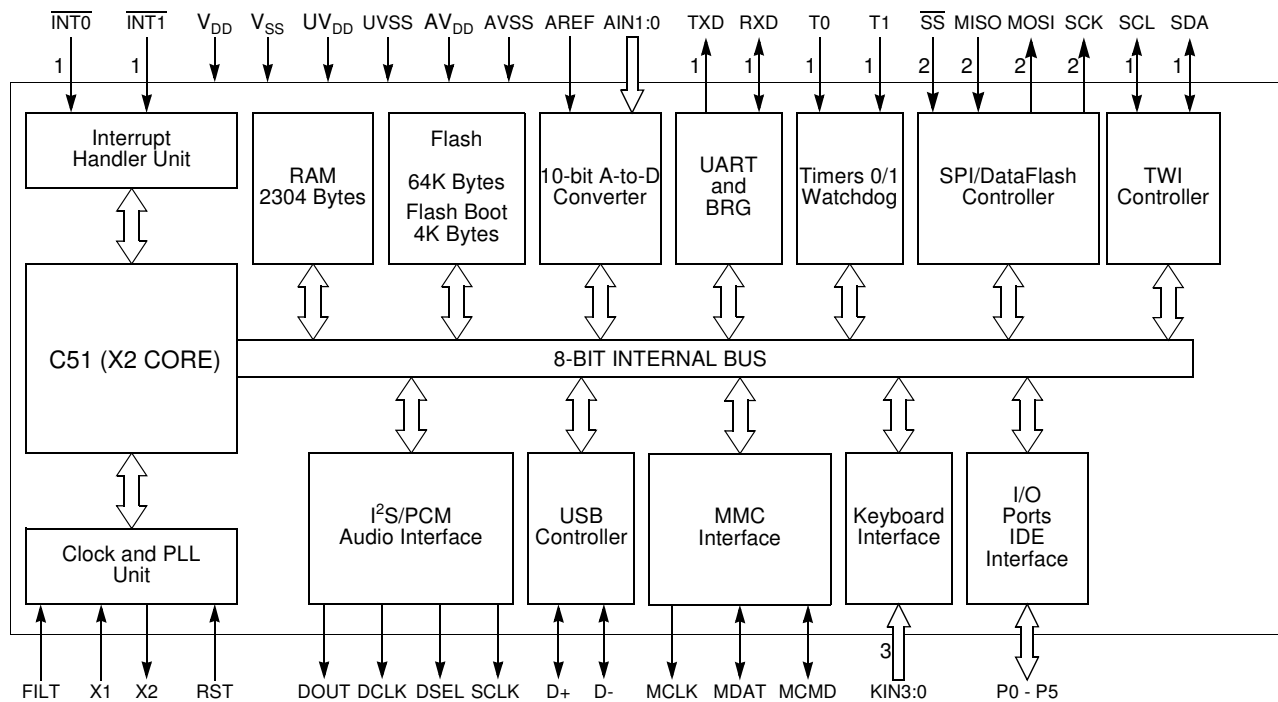 INT0 INT1 VDD VSS UVDD UVSS AVDD AVSS AREF AIN1:0 TXD RXD T0 T1 SS MISO MOSI SCK SCL SDA
1 1 1 1 1 1 2 2 2 2 1 1
Interrupt
Handler Unit
RAM
2304 Bytes
Flash
64K Bytes
Flash Boot
4K Bytes
10-bit A-to-D
Converter
UART
and
BRG
Timers 0/1
Watchdog
SPI/DataFlash
Controller
TWI
Controller
C51 (X2 CORE)
8-BIT INTERNAL BUS
Clock and PLL
Unit
I2S/PCM
Audio Interface
USB
Controller
MMC
Interface
Keyboard
Interface
I/O
Ports
IDE
Interface
3
FILT X1 X2 RST DOUT DCLK DSEL SCLK D+ D- MCLK MDAT MCMD KIN3:0 P0 - P5